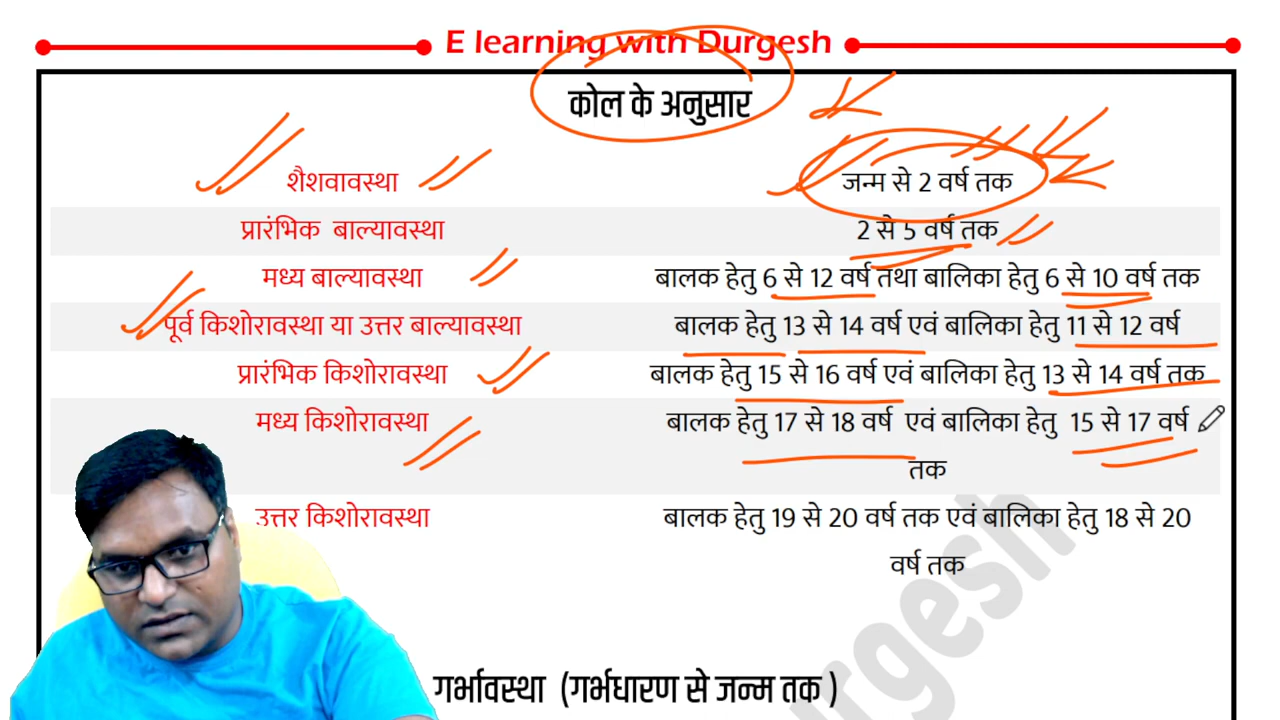 E learning with Durgesh
कोल के अनुसार
शैशवावस्था जन्म से 2 वर्ष तक
प्रारंभिक बाल्यावस्था 2 से 5 वर्ष तक
मध्य बाल्यावस्था बालक हेतु 6 से 12 वर्ष तथा बालिका हेतु 6 से 10 वर्ष तक
पूर्व किशोरावस्था या उत्तर बाल्यावस्था बालक हेतु 13 से 14 वर्ष एवं बालिका हेतु 11 से 12 वर्ष
प्रारंभिक किशोरावस्था बालक हेतु 15 से 16 वर्ष एवं बालिका हेतु 13 से 14 वर्ष तक
मध्य किशोरावस्था बालक हेतु 17 से 18 वर्ष एवं बालिका हेतु 15 से 17 वर्ष
तक
उत्तर किशोरावस्था बालक हेतु 19 से 20 वर्ष तक एवं बालिका हेतु 18 से 20
वर्ष तक
गर्भावस्था (गर्भधारण से जन्म तक)